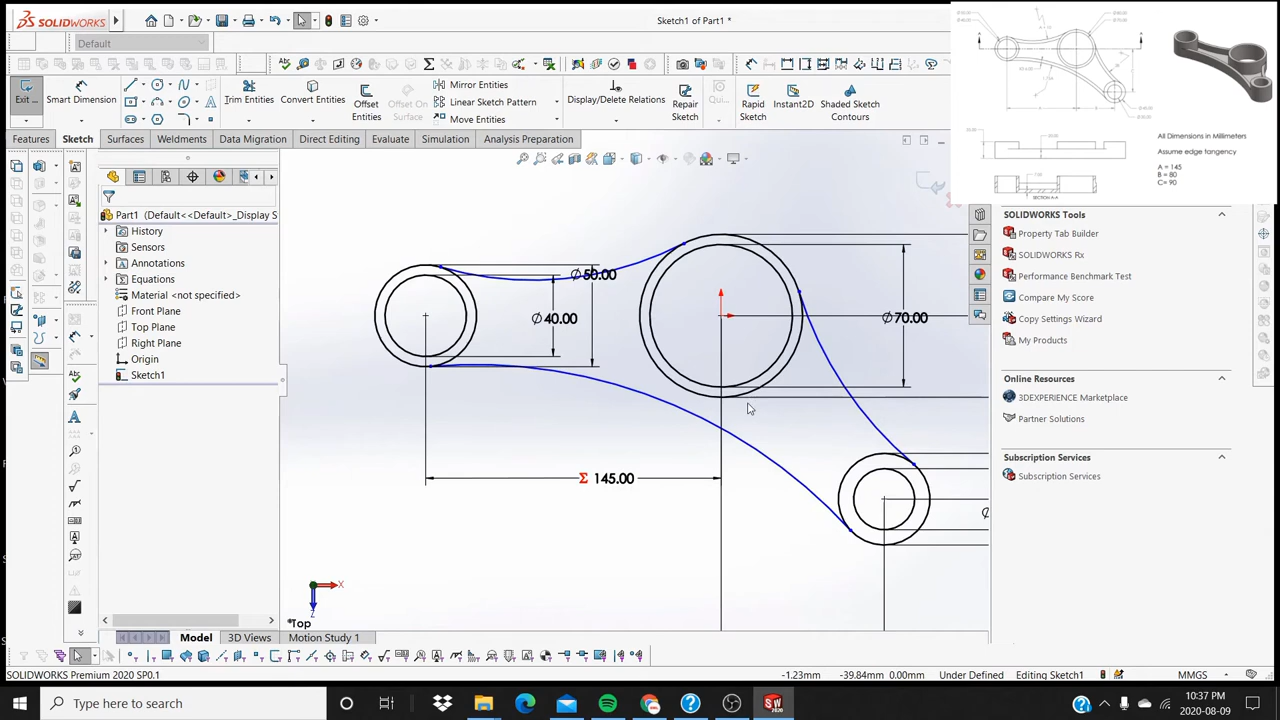 SOLIDWORKS
Sketch1 of Part1 *
Default
Exit ...
Smart Dimension
Trim Entities
Convert Entities
Offset Entities
Offset On Surface
Mirror Entities
Linear Sketch Pattern
Move Entities
Display/Delete Relations
Repair Sketch
Qui...
Rapid Sketch
Instant2D
Shaded Sketch Contours
Features
Sketch
Surfaces
Weldments
Data Migration
Direct Editing
Evaluate
Simulation
Analysis Preparation
All Dimensions in Millimeters
Assume edge tangency
A = 145
B = 80
C= 90
SECTION A-A
Part1 (Default<<Default>_Display S
History
Sensors
Annotations
Equations
Material <not specified>
Front Plane
Top Plane
Right Plane
Origin
Sketch1
Ø 50.00
Ø 40.00
Ø 70.00
Σ 145.00
Ø
X
Z
*Top
SOLIDWORKS Tools
Property Tab Builder
SOLIDWORKS Rx
Performance Benchmark Test
Compare My Score
Copy Settings Wizard
My Products
Online Resources
3DEXPERIENCE Marketplace
Partner Solutions
Subscription Services
Subscription Services
Model
3D Views
Motion Study 1
SOLIDWORKS Premium 2020 SP0.1
-1.23mm
-39.84mm
0.00mm
Under Defined
Editing Sketch1
MMGS
Type here to search
10:37 PM
2020-08-09